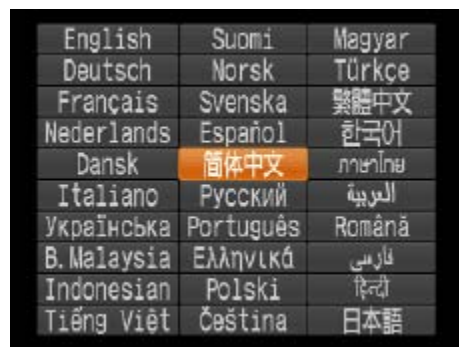 English Suomi Magyar
Deutsch Norsk Türkçe
Français Svenska 繁體中文
Nederlands Español 한국어
Dansk 简体中文 ภาษาไทย
Italiano Русский العربية
Українська Português Română
B.Malaysia Ελληνικά فارسی
Indonesian Polski हिन्दी
Tiếng Việt Čeština 日本語